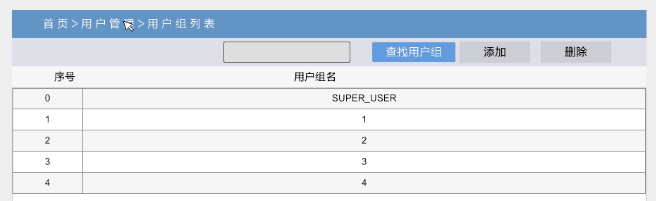 首页>用户管理>用户组列表
查找用户组 添加 删除
序号 用户组名
0 SUPER_USER
1 1
2 2
3 3
4 4